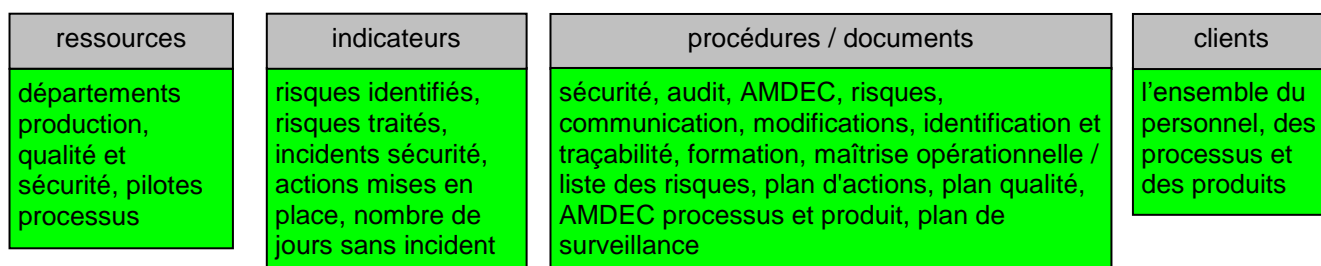 ressources
départements
production,
qualité et
sécurité, pilotes
processus
indicateurs
risques identifiés,
risques traités,
incidents sécurité,
actions mises en
place, nombre de
jours sans incident
procédures / documents
sécurité, audit, AMDEC, risques,
communication, modifications, identification et
traçabilité, formation, maîtrise opérationnelle /
liste des risques, plan d'actions, plan qualité,
AMDEC processus et produit, plan de
surveillance
clients
l'ensemble du
personnel, des
processus et
des produits